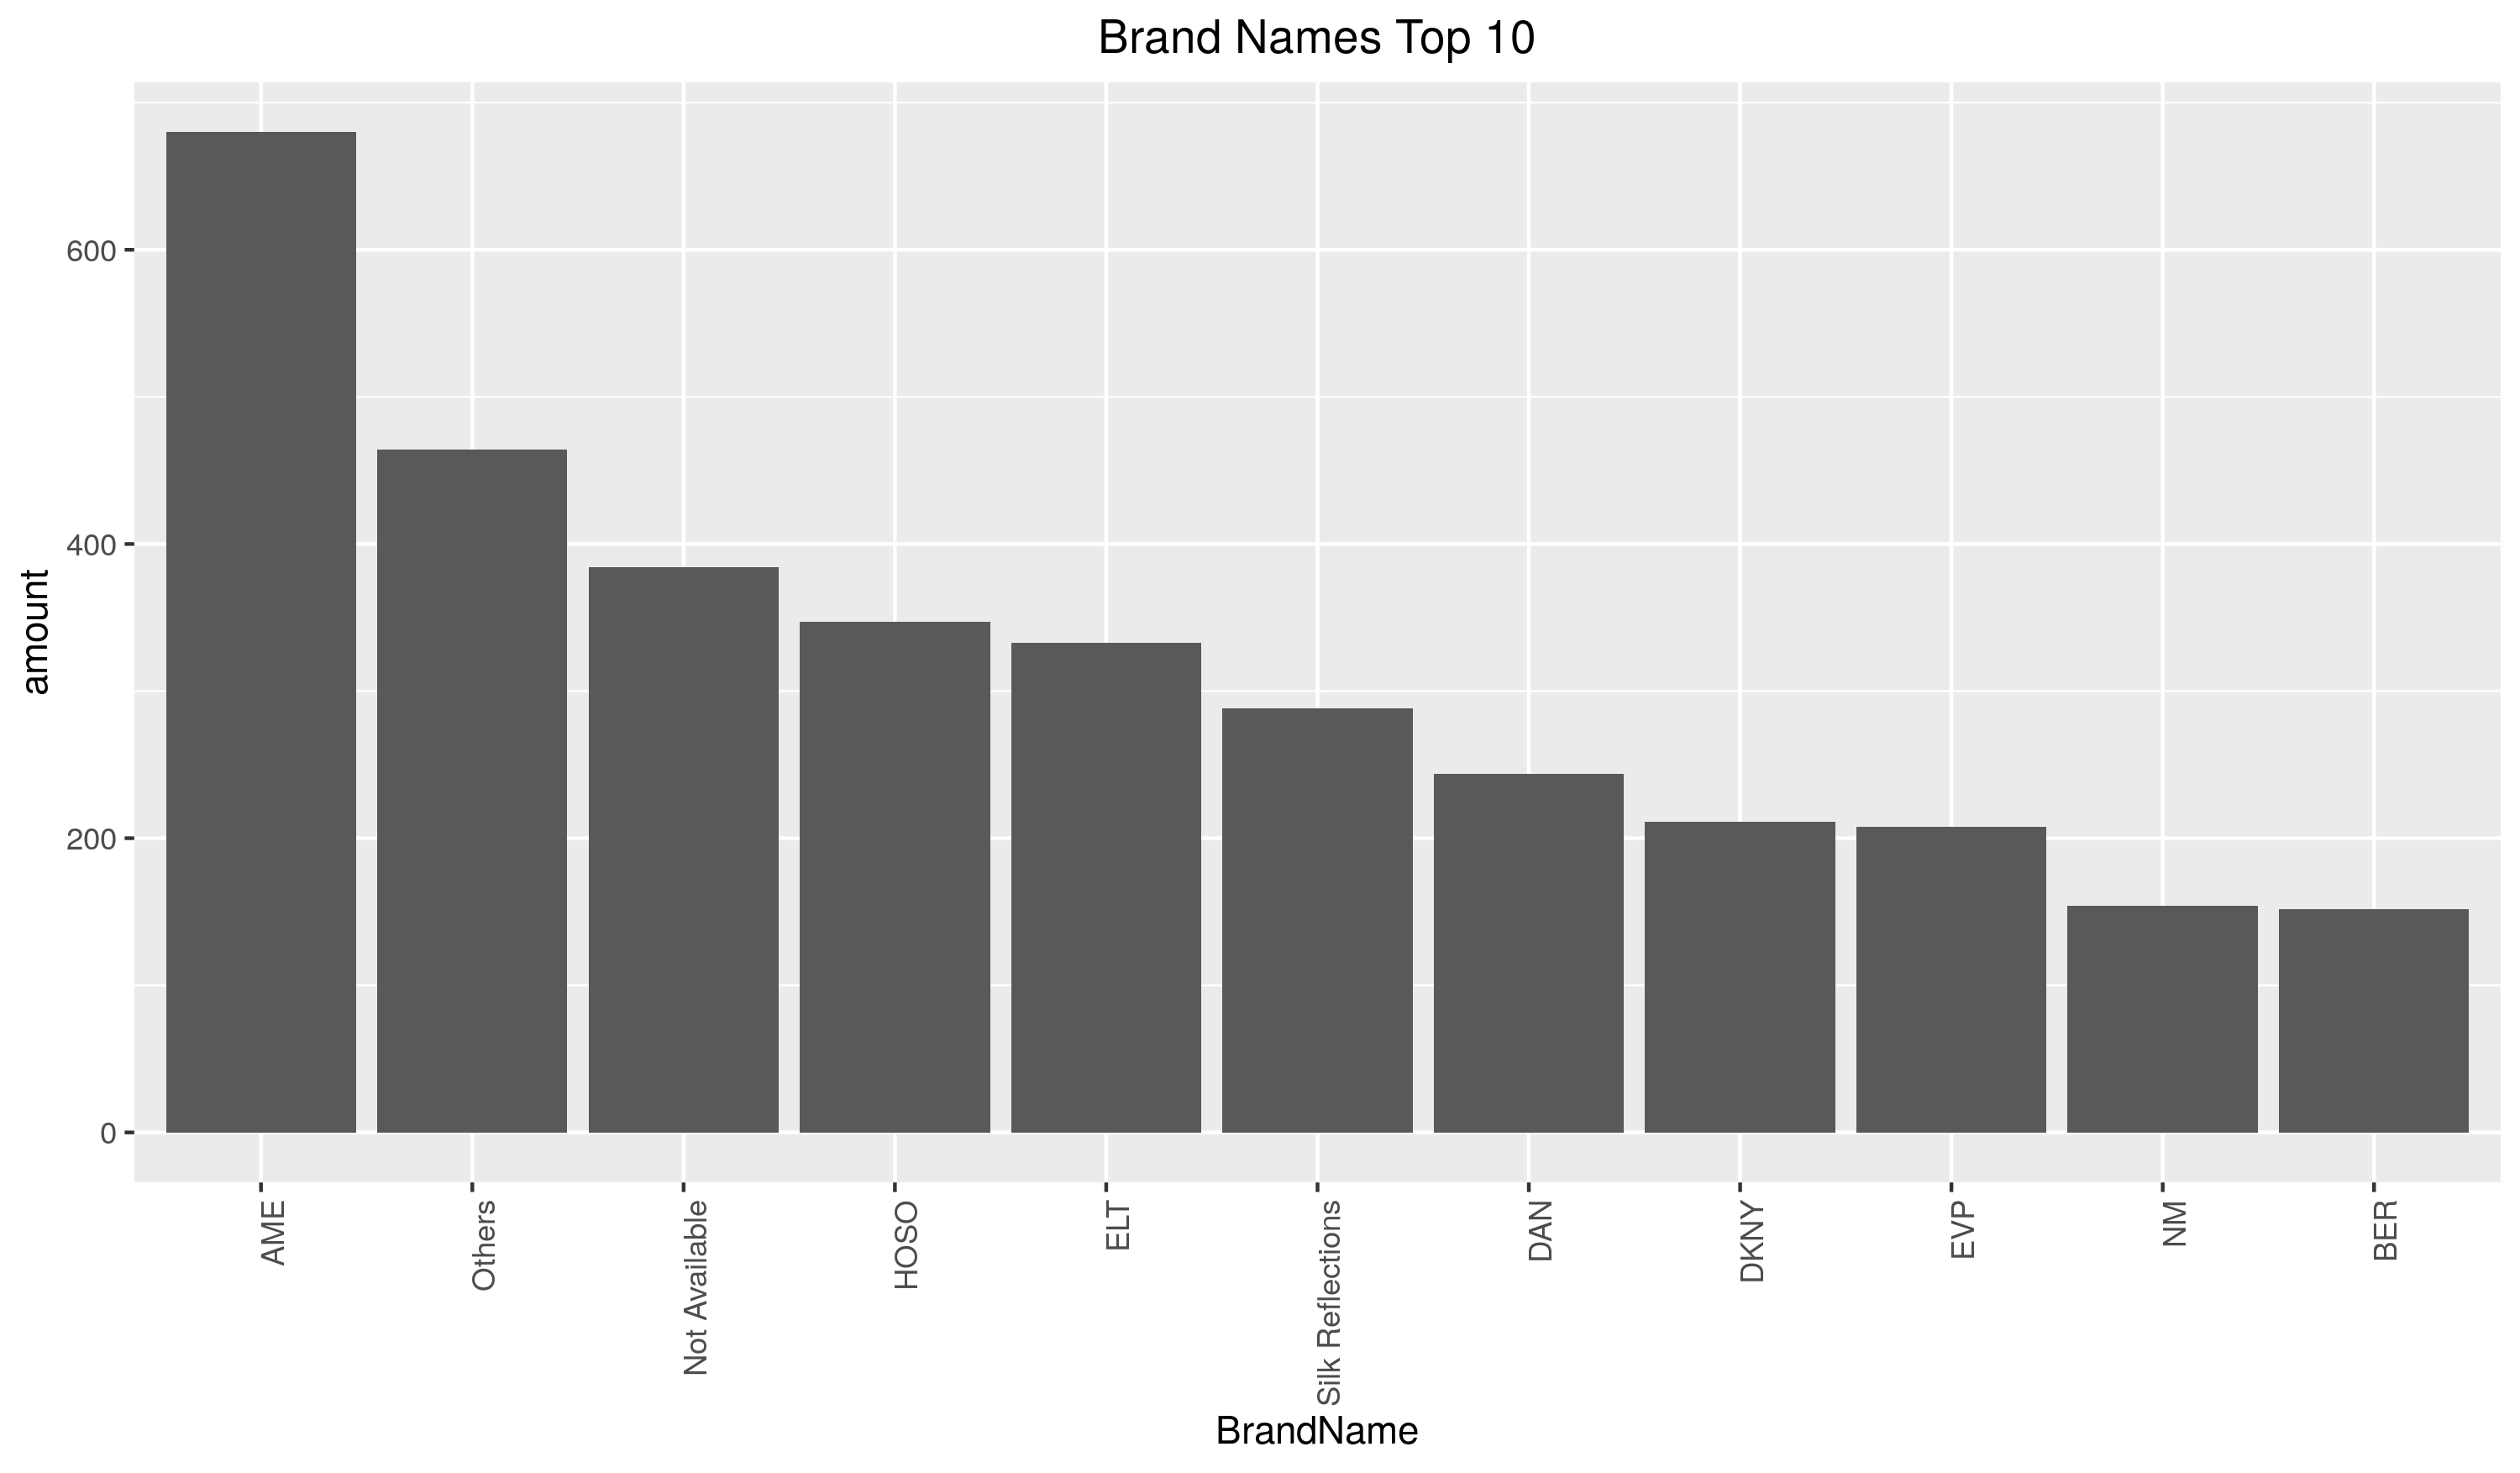 Brand Names Top 10
amount
600
400
200
0
AME
Others
Not Available
HOSO
ELT
Silk Reflections
DAN
DKNY
EVP
NM
BER
BrandName